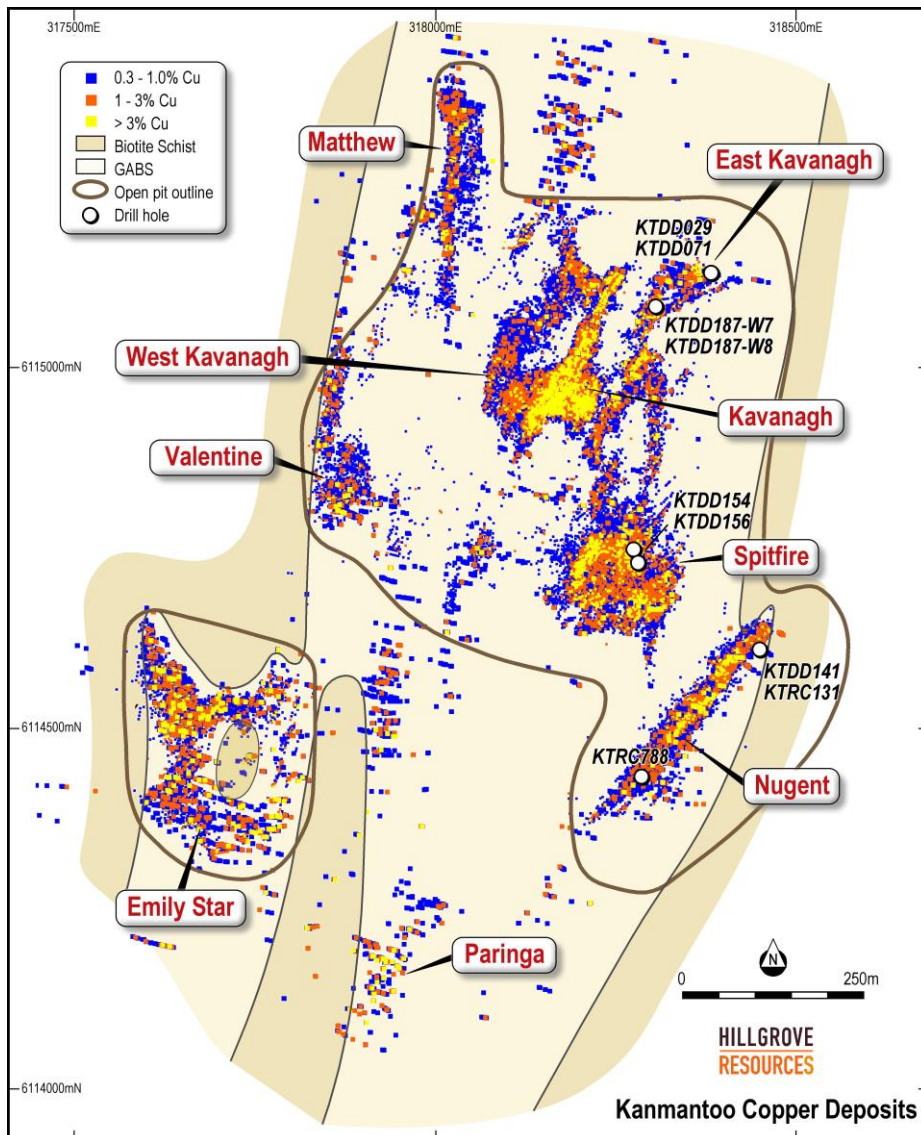 317500mE
318000mE
318500mE
0.3 - 1.0% Cu
1 - 3% Cu
> 3% Cu
Biotite Schist
GABS
Open pit outline
Drill hole
Matthew
East Kavanagh
KTDD029
KTDD071
KTDD187-W7
KTDD187-W8
West Kavanagh
6115000mN
Kavanagh
Valentine
KTDD154
KTDD156
Spitfire
KTDD141
KTRC131
6114500mN
KTRC788
Nugent
Emily Star
Paringa
N
0
250m
HILLGROVE
RESOURCES
6114000mN
Kanmantoo Copper Deposits